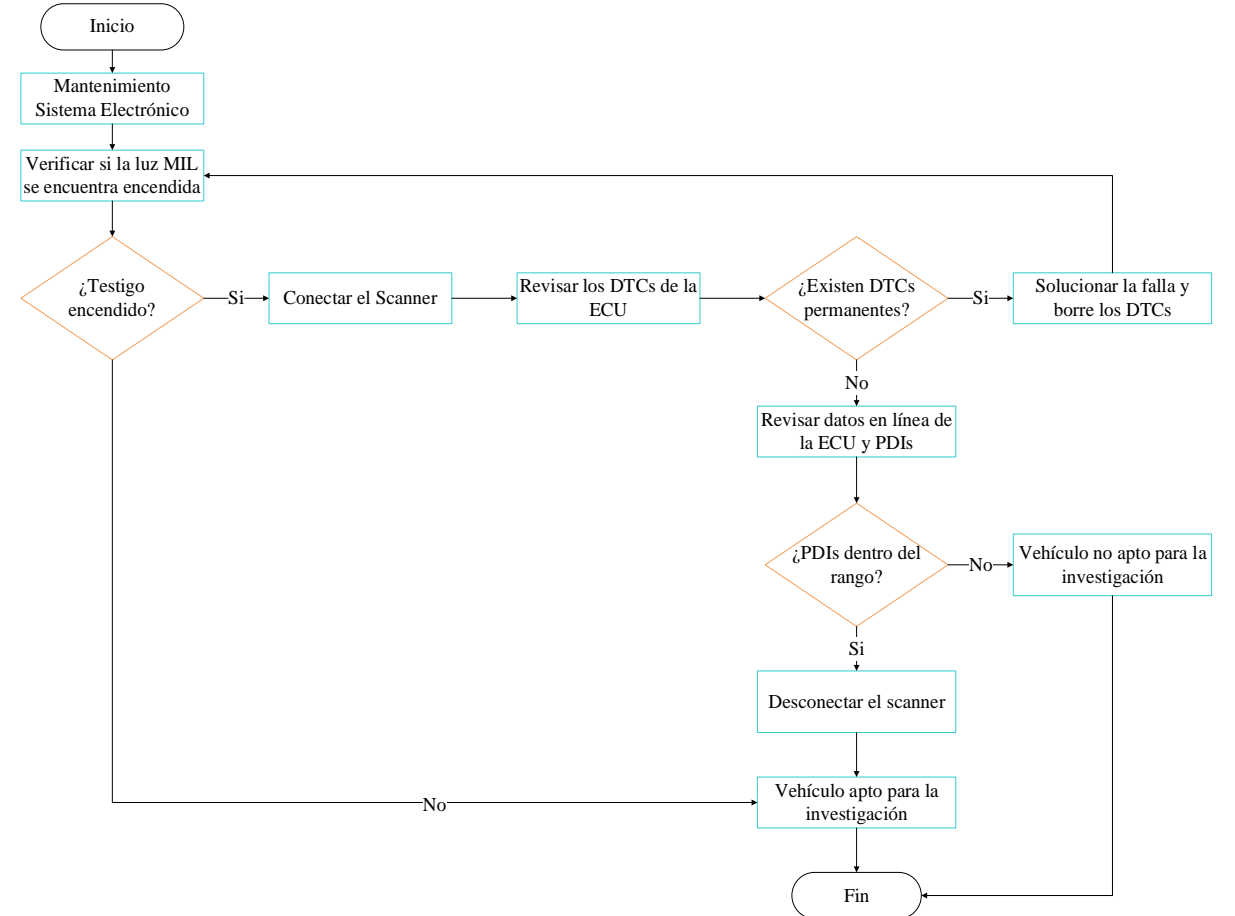 Inicio
Mantenimiento
Sistema Electrónico
Verificar si la luz MIL
se encuentra encendida
¿Testigo
encendido?
Si
Conectar el Scanner
Revisar los DTCs de la
ECU
¿Existen DTCs
permanentes?
Si
Solucionar la falla y
borre los DTCs
No
Revisar datos en línea de
la ECU y PDIs
¿PDIs dentro del
rango?
No
Vehículo no apto para la
investigación
Si
Desconectar el scanner
No
Vehículo apto para la
investigación
Fin